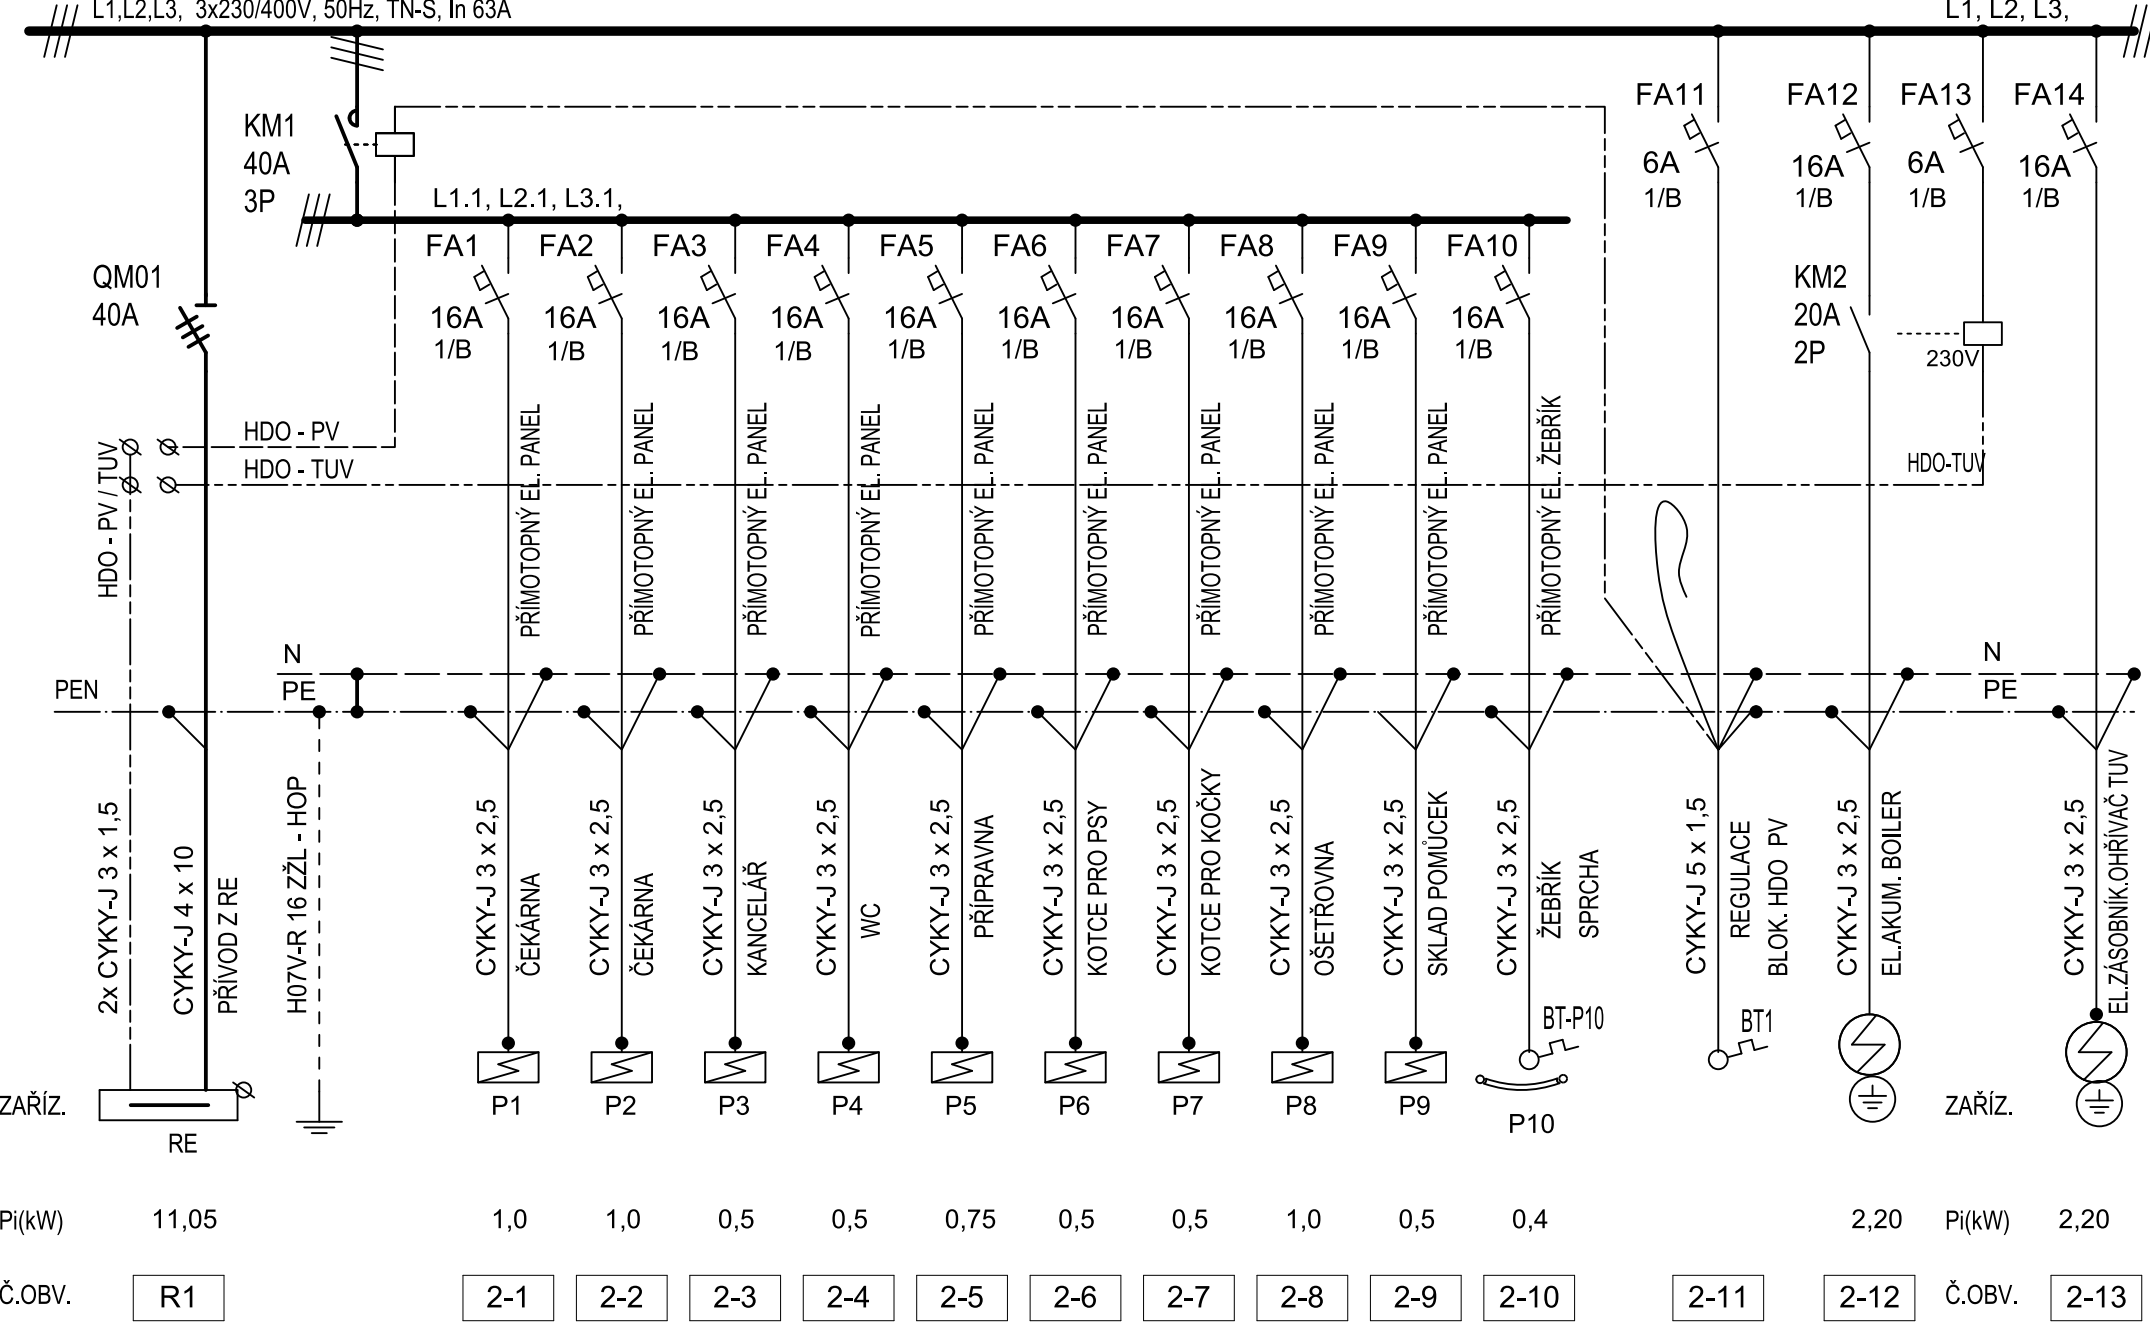 L1,L2,L3, 3x230/400V, 50Hz, TN-S, In 63A
L1, L2, L3,
KM1
40A
3P
L1.1, L2.1, L3.1,
QM01
40A
FA1
16A
1/B
FA2
16A
1/B
FA3
16A
1/B
FA4
16A
1/B
FA5
16A
1/B
FA6
16A
1/B
FA7
16A
1/B
FA8
16A
1/B
FA9
16A
1/B
FA10
16A
1/B
FA11
6A
1/B
FA12
16A
1/B
FA13
6A
1/B
FA14
16A
1/B
KM2
20A
2P
230V
HDO - PV
HDO - TUV
HDO-TUV
HDO - PV / TUV
PŘÍMOTOPNÝ EL. PANEL
PŘÍMOTOPNÝ EL. PANEL
PŘÍMOTOPNÝ EL. PANEL
PŘÍMOTOPNÝ EL. PANEL
PŘÍMOTOPNÝ EL. PANEL
PŘÍMOTOPNÝ EL. PANEL
PŘÍMOTOPNÝ EL. PANEL
PŘÍMOTOPNÝ EL. PANEL
PŘÍMOTOPNÝ EL. PANEL
PŘÍMOTOPNÝ EL. ŽEBŘÍK
PEN
N
PE
N
PE
2x CYKY-J 3 x 1,5
CYKY-J 4 x 10
PŘÍVOD Z RE
H07V-R 16 ZŽL - HOP
CYKY-J 3 x 2,5
ČEKÁRNA
CYKY-J 3 x 2,5
ČEKÁRNA
CYKY-J 3 x 2,5
KANCELÁŘ
CYKY-J 3 x 2,5
WC
CYKY-J 3 x 2,5
PŘÍPRAVNA
CYKY-J 3 x 2,5
KOTCE PRO PSY
CYKY-J 3 x 2,5
KOTCE PRO KOČKY
CYKY-J 3 x 2,5
OŠETŘOVNA
CYKY-J 3 x 2,5
SKLAD POMŮCEK
CYKY-J 3 x 2,5
ŽEBŘÍK
SPRCHA
CYKY-J 5 x 1,5
REGULACE
BLOK. HDO PV
CYKY-J 3 x 2,5
EL.AKUM. BOILER
CYKY-J 3 x 2,5
EL.ZÁSOBNÍK.OHŘÍVAČ TUV
BT-P10
BT1
ZAŘÍZ.
RE
P1
P2
P3
P4
P5
P6
P7
P8
P9
P10
ZAŘÍZ.
Pi(kW)
11,05
1,0
1,0
0,5
0,5
0,75
0,5
0,5
1,0
0,5
0,4
2,20
Pi(kW)
2,20
Č.OBV.
R1
2-1
2-2
2-3
2-4
2-5
2-6
2-7
2-8
2-9
2-10
2-11
2-12
Č.OBV.
2-13